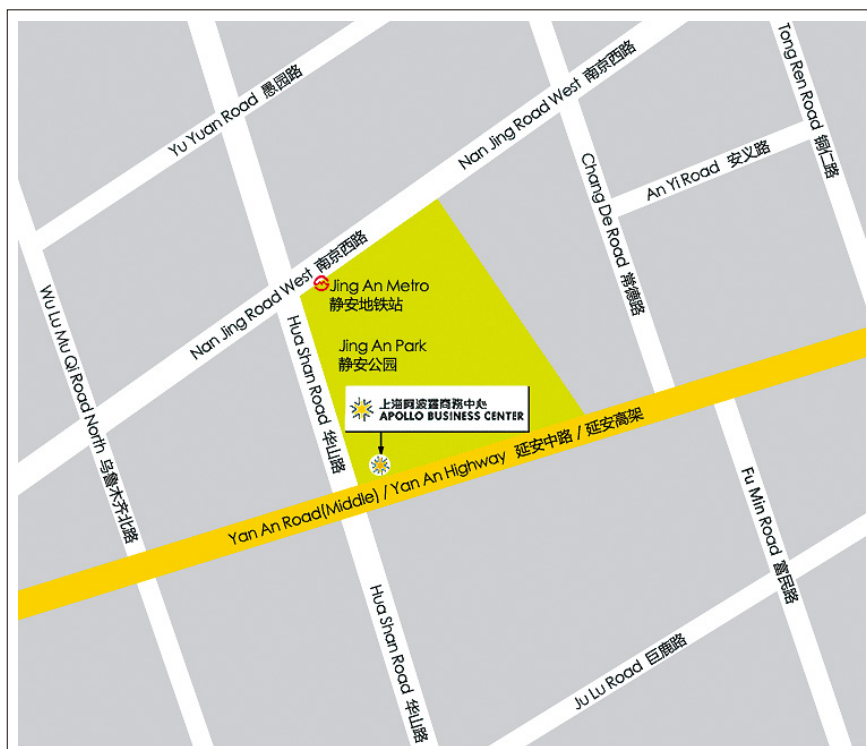 Yu Yuan Road 愚园路
Nan Jing Road West 南京西路
Tong Ren Road 铜仁路
An Yi Road 安义路
Chang De Road 常德路
Nan Jing Road West 南京西路
Jing An Metro
静安地铁站
Jing An Park
静安公园
Wu Lu Mu Qi Road North 乌鲁木齐北路
Hua Shan Road 华山路
上海阿波羅商務中心
APOLLO BUSINESS CENTER
Yan An Road(Middle) / Yan An Highway 延安中路 / 延安高架
Fu Min Road 富民路
Hua Shan Road 华山路
Ju Lu Road 巨鹿路